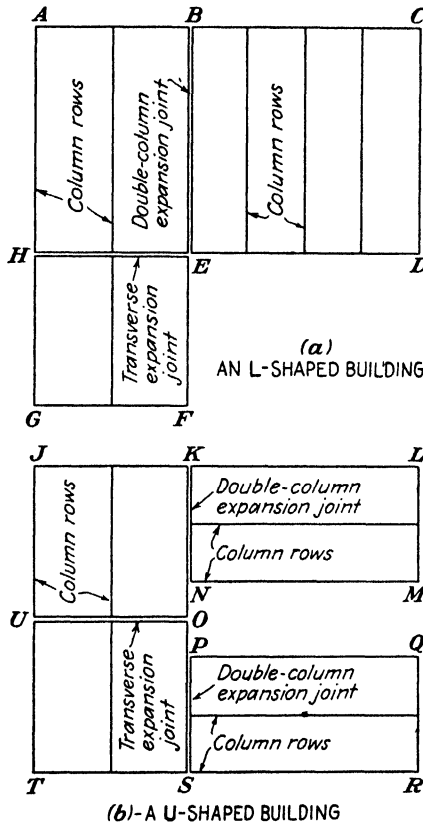 A B C
Column rows
Double-column
expansion joint
Column rows
H E D
Transverse
expansion
joint
(a)
AN L-SHAPED BUILDING
G F
J K L
Column rows
Double-column
expansion joint
Column rows
N M
U O
P Q
Transverse
expansion
joint
Double-column
expansion joint
Column rows
T S R
(b)-A U-SHAPED BUILDING